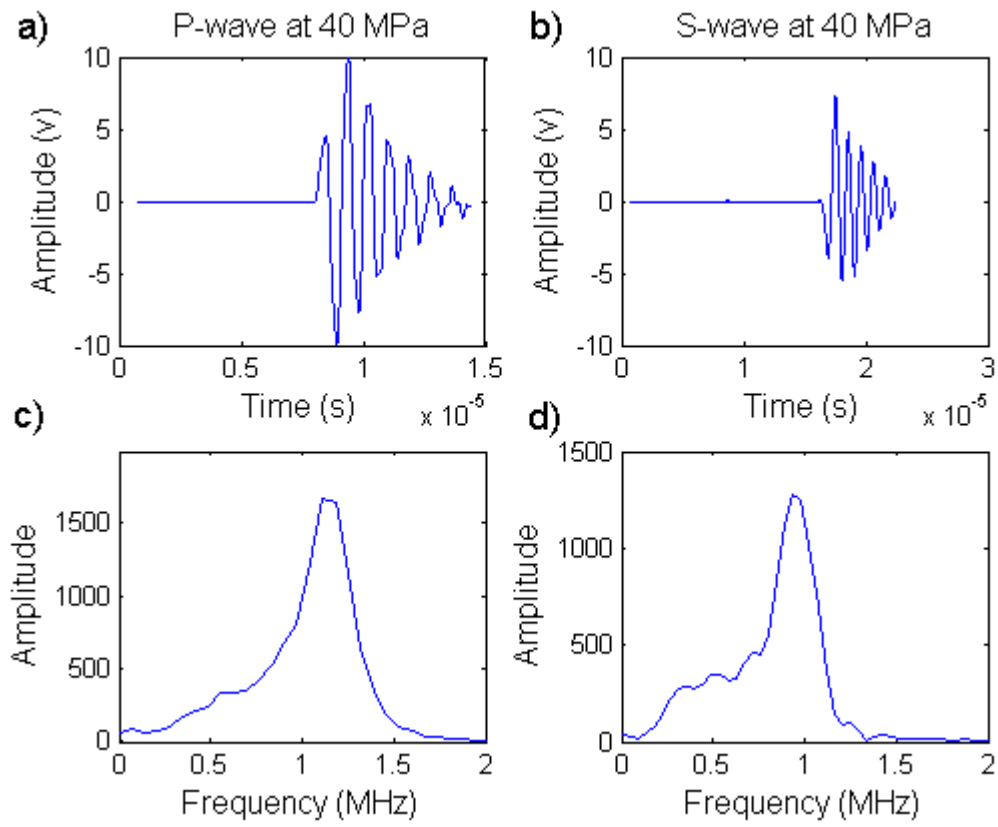 a) P-wave at 40 MPa
10
5
0
-5
-10
Amplitude (v)
0 0.5 1 1.5
Time (s) x 10^-5
b) S-wave at 40 MPa
10
5
0
-5
-10
Amplitude (v)
0 1 2 3
Time (s) x 10^-5
c)
1500
1000
500
0
Amplitude
0 0.5 1 1.5 2
Frequency (MHz)
d)
1500
1000
500
0
Amplitude
0 0.5 1 1.5 2
Frequency (MHz)